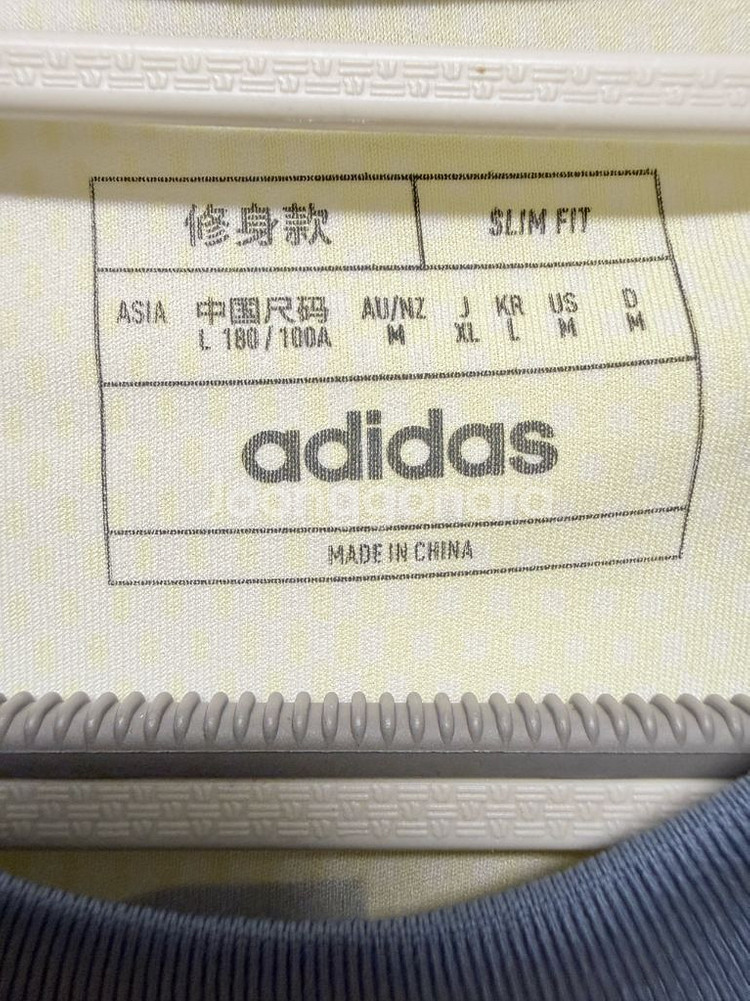 修身款 SLIM FIT
ASIA 中国尺码 AU/NZ J KR US D
L 180 / 100A M XL L M M
adidas
Joonggonara
MADE IN CHINA